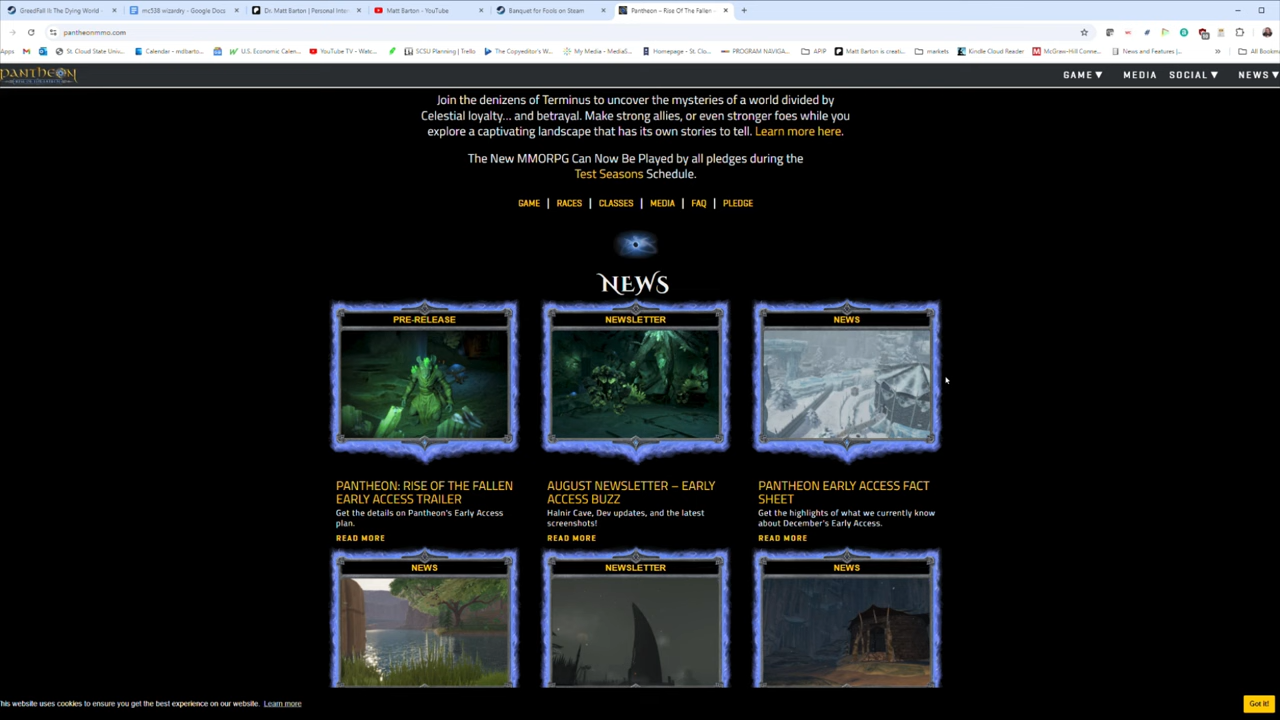 GreedFall II: The Dying World -
mc538 wizardry - Google Docs
Dr. Matt Barton | Personal Inte
Matt Barton - YouTube
Banquet for Fools on Steam
Pantheon – Rise Of The Fallen -
pantheonmmo.com
Apps
St. Cloud State Univ...
Calendar - mdbarto...
U.S. Economic Calen...
YouTube TV - Watc...
SCSU Planning | Trello
The Copyeditor's W...
My Media - MediaS...
Homepage - St. Clo...
PROGRAM NAVIGA...
APIP
Matt Barton is creati...
markets
Kindle Cloud Reader
McGraw-Hill Conne...
News and Features |...
»
All Bookm
PANTHEON
GAME▼ MEDIA SOCIAL▼ NEWS▼
Join the denizens of Terminus to uncover the mysteries of a world divided by
Celestial loyalty... and betrayal. Make strong allies, or even stronger foes while you
explore a captivating landscape that has its own stories to tell. Learn more here.
The New MMORPG Can Now Be Played by all pledges during the
Test Seasons Schedule.
GAME | RACES | CLASSES | MEDIA | FAQ | PLEDGE
NEWS
PRE-RELEASE
PANTHEON: RISE OF THE FALLEN
EARLY ACCESS TRAILER
Get the details on Pantheon's Early Access
plan.
READ MORE
NEWSLETTER
AUGUST NEWSLETTER – EARLY
ACCESS BUZZ
Halnir Cave, Dev updates, and the latest
screenshots!
READ MORE
NEWS
PANTHEON EARLY ACCESS FACT
SHEET
Get the highlights of what we currently know
about December's Early Access.
READ MORE
NEWS
NEWSLETTER
NEWS
his website uses cookies to ensure you get the best experience on our website. Learn more
Got it!